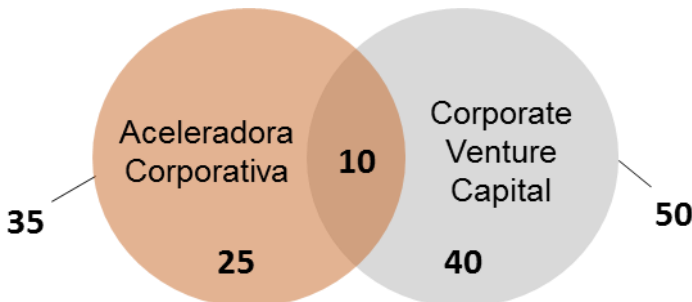 Aceleradora
Corporativa
10
Corporate
Venture
Capital
35
50
25
40